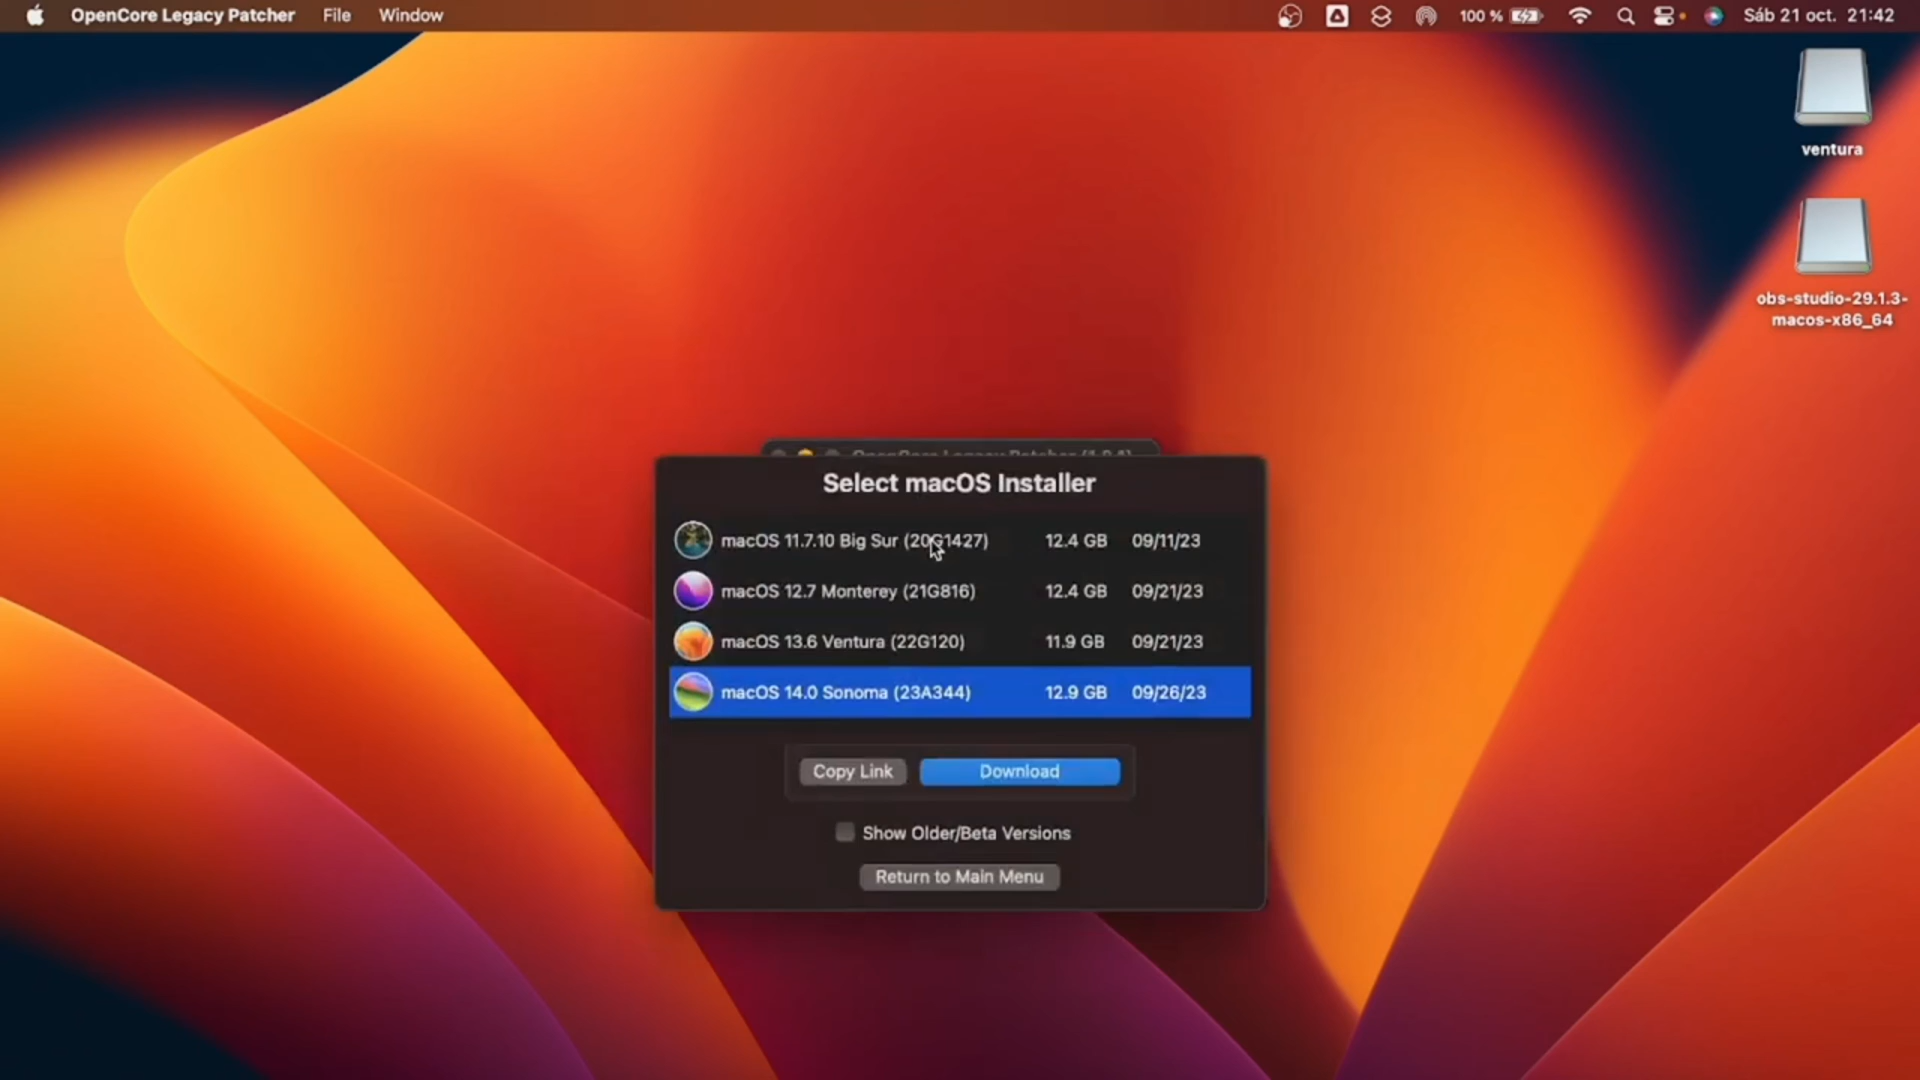 OpenCore Legacy Patcher File Window 100 % Sáb 21 oct. 21:42
ventura
obs-studio-29.1.3-
macos-x86_64
OpenCore Legacy Patcher
Select macOS Installer
macOS 11.7.10 Big Sur (20G1427) 12.4 GB 09/11/23
macOS 12.7 Monterey (21G816) 12.4 GB 09/21/23
macOS 13.6 Ventura (22G120) 11.9 GB 09/21/23
macOS 14.0 Sonoma (23A344) 12.9 GB 09/26/23
Copy Link Download
Show Older/Beta Versions
Return to Main Menu